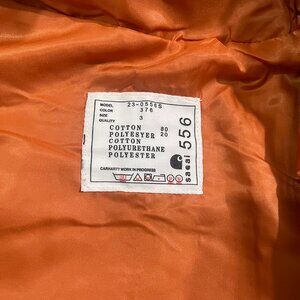 MODEL 23-0556S
COLOR 376
SIZE 3
QUALITY
COTTON 80
POLYESYER 20
COTTON
POLYURETHANE
POLYESTER
CARHARTT WORK IN PROGRESS
sacai 556